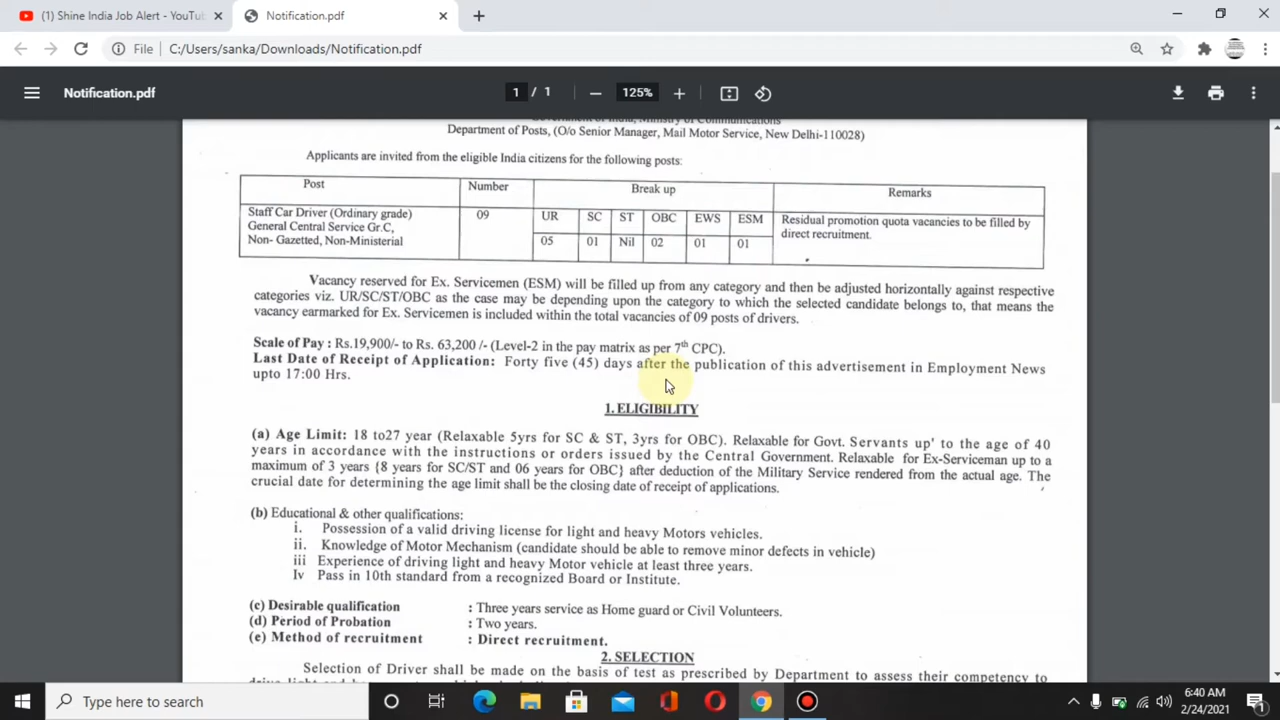 (1) Shine India Job Alert - YouTu
Notification.pdf
File
C:/Users/sanka/Downloads/Notification.pdf
Notification.pdf
1 / 1
125%
Government of India, Ministry of Communications
Department of Posts, (O/o Senior Manager, Mail Motor Service, New Delhi-110028)
Applicants are invited from the eligible India citizens for the following posts:
Post Number Break up Remarks
Staff Car Driver (Ordinary grade) General Central Service Gr.C, Non- Gazetted, Non-Ministerial
09
UR SC ST OBC EWS ESM
05 01 Nil 02 01 01
Residual promotion quota vacancies to be filled by
direct recruitment.
Vacancy reserved for Ex. Servicemen (ESM) will be filled up from any category and then be adjusted horizontally against respective
categories viz. UR/SC/ST/OBC as the case may be depending upon the category to which the selected candidate belongs to, that means the
vacancy earmarked for Ex. Servicemen is included within the total vacancies of 09 posts of drivers.
Scale of Pay : Rs.19,900/- to Rs. 63,200 /- (Level-2 in the pay matrix as per 7th CPC).
Last Date of Receipt of Application: Forty five (45) days after the publication of this advertisement in Employment News
upto 17:00 Hrs.
1. ELIGIBILITY
(a) Age Limit: 18 to27 year (Relaxable 5yrs for SC & ST, 3yrs for OBC). Relaxable for Govt. Servants up' to the age of 40
years in accordance with the instructions or orders issued by the Central Government. Relaxable for Ex-Serviceman up to a
maximum of 3 years {8 years for SC/ST and 06 years for OBC} after deduction of the Military Service rendered from the actual age. The
crucial date for determining the age limit shall be the closing date of receipt of applications.
(b) Educational & other qualifications:
i. Possession of a valid driving license for light and heavy Motors vehicles.
ii. Knowledge of Motor Mechanism (candidate should be able to remove minor defects in vehicle)
iii Experience of driving light and heavy Motor vehicle at least three years.
Iv Pass in 10th standard from a recognized Board or Institute.
(c) Desirable qualification : Three years service as Home guard or Civil Volunteers.
(d) Period of Probation : Two years.
(e) Method of recruitment : Direct recruitment.
2. SELECTION
Selection of Driver shall be made on the basis of test as prescribed by Department to assess their competency to
Type here to search
6:40 AM
2/24/2021